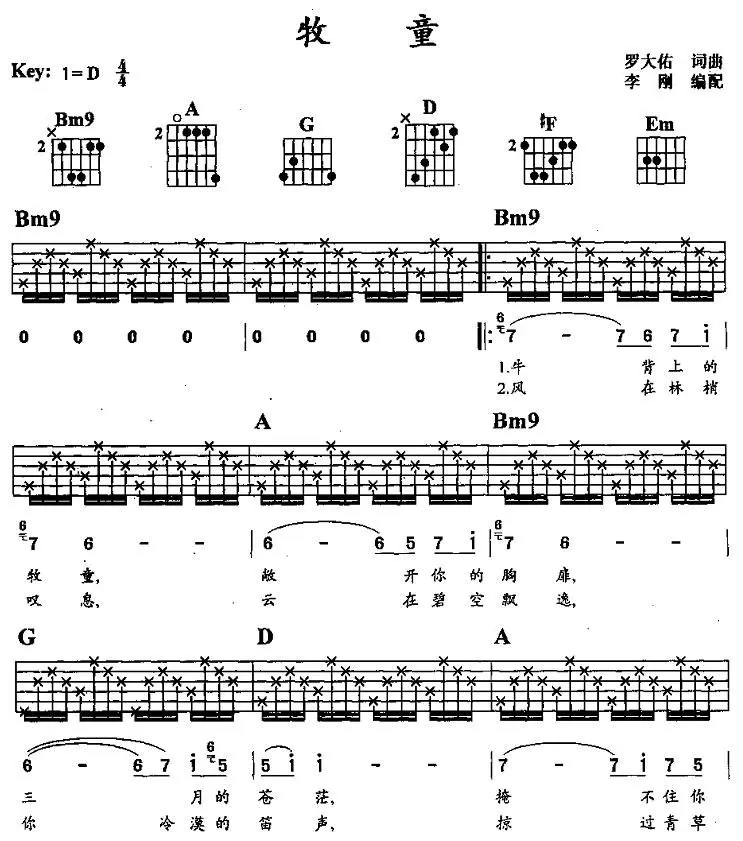 牧 童
Key: 1=D 4/4
罗大佑 词曲
李 刚 编配
Bm9 A G D #F Em
2 2 2 2
Bm9 Bm9
0 0 0 0 | 0 0 0 0 |: 6 7 - 7 6 7 i |
1.牛 背 上 的
2.风 在 林 梢
A Bm9
6 7 6 - - | 6 - 6 5 7 i | 6 7 6 - - |
牧 童, 敞 开 你 的 胸 扉,
叹 息, 云 在 碧 空 飘 逸,
G D A
6 - 6 7 i 6 5 | 5 i i - - | 7 - 7 i 7 5 |
三 月 的 苍 茫, 掩 不 住 你
你 冷 漠 的 笛 声, 掠 过 青 草